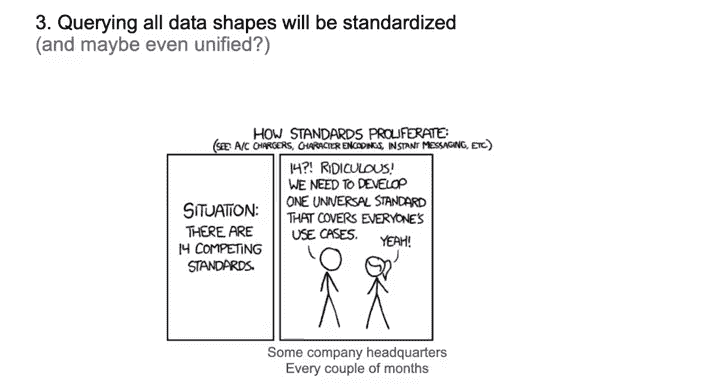 3. Querying all data shapes will be standardized
(and maybe even unified?)
HOW STANDARDS PROLIFERATE:
(SEE: A/C CHARGERS, CHARACTER ENCODINGS, INSTANT MESSAGING, ETC.)
SITUATION:
THERE ARE
14 COMPETING
STANDARDS.
14?! RIDICULOUS!
WE NEED TO DEVELOP
ONE UNIVERSAL STANDARD
THAT COVERS EVERYONE'S
USE CASES.
YEAH!
Some company headquarters
Every couple of months